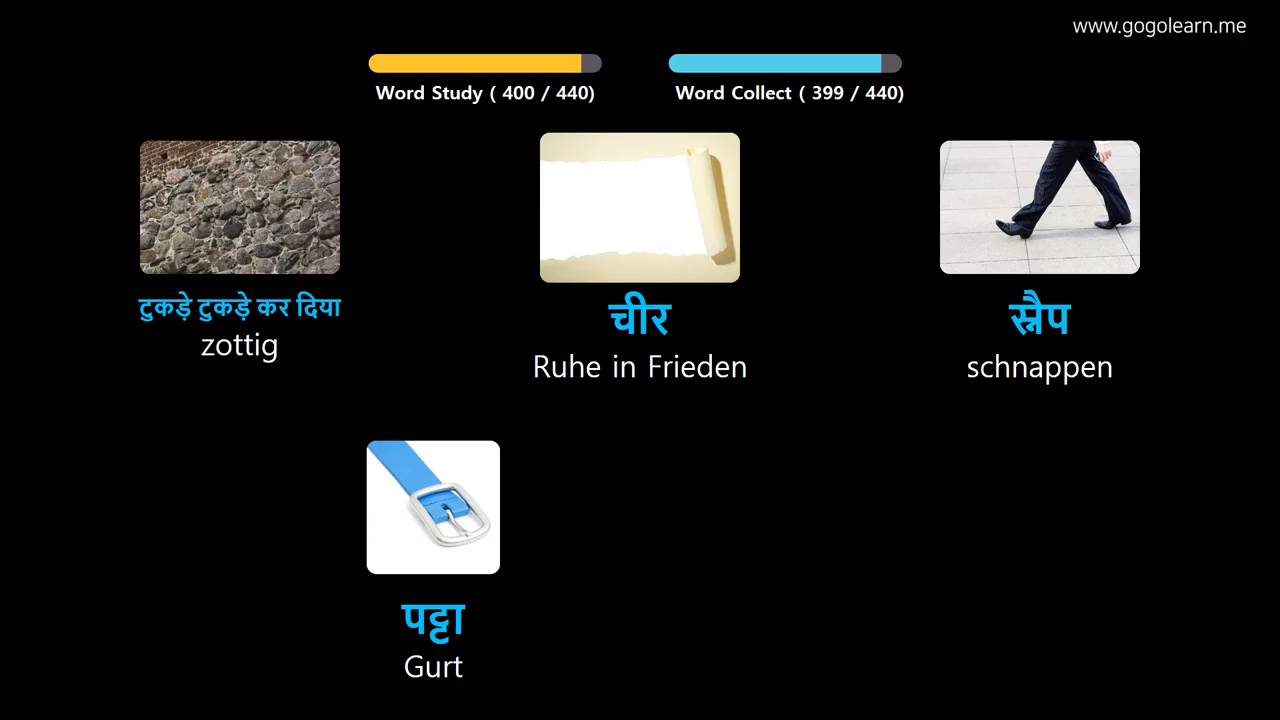 www.gogolearn.me
Word Study ( 400 / 440)
Word Collect ( 399 / 440)
टुकड़े टुकड़े कर दिया
zottig
चीर
Ruhe in Frieden
स्नैप
schnappen
पट्टा
Gurt